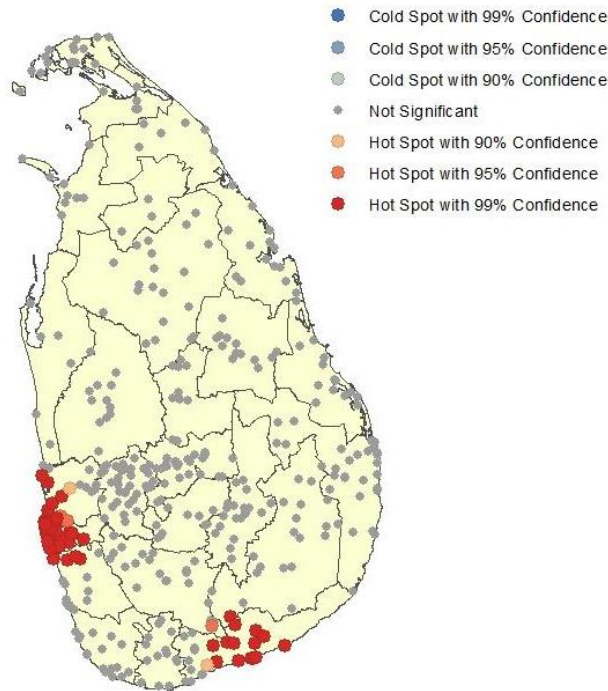 Cold Spot with 99% Confidence
Cold Spot with 95% Confidence
Cold Spot with 90% Confidence
Not Significant
Hot Spot with 90% Confidence
Hot Spot with 95% Confidence
Hot Spot with 99% Confidence